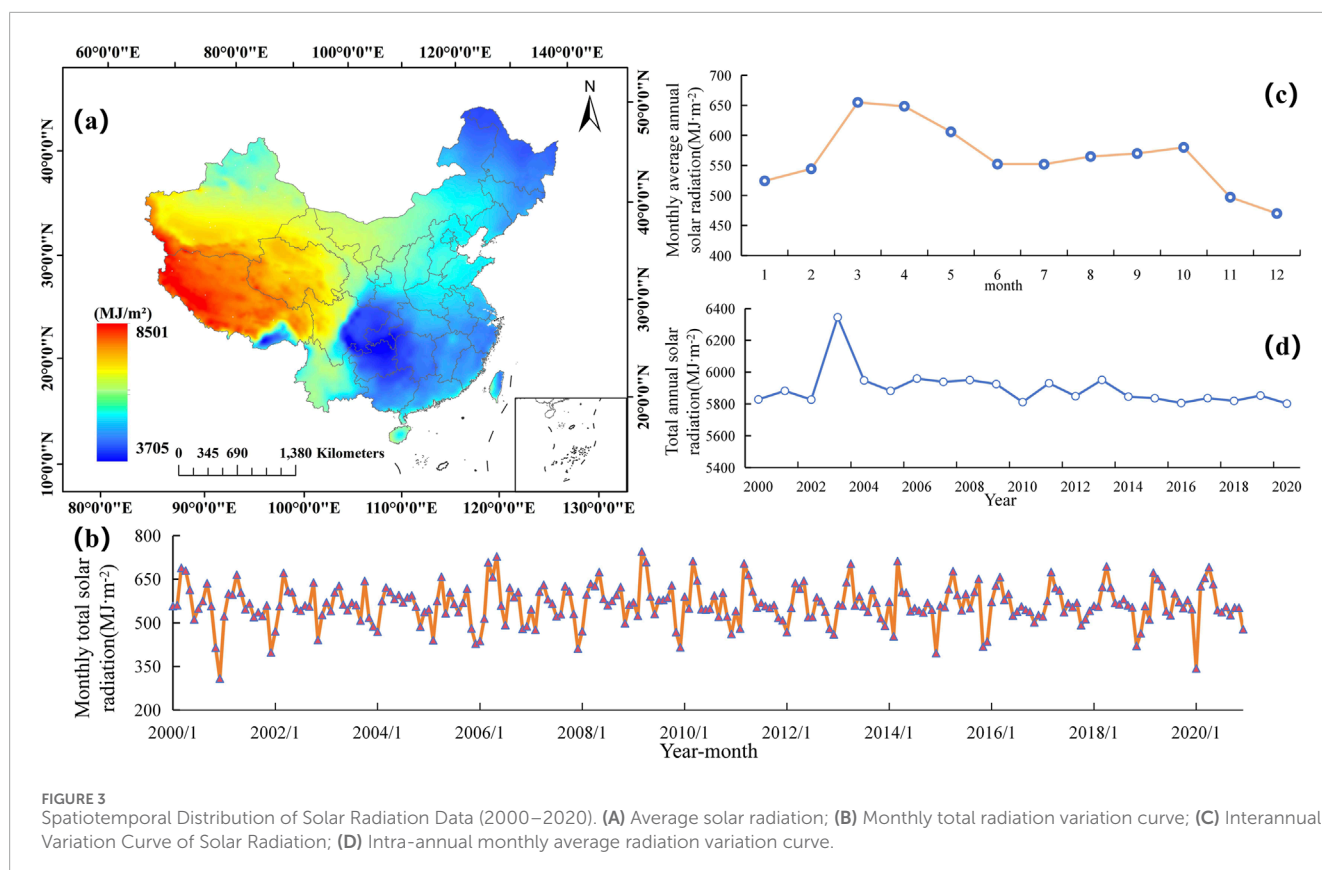 60°0'0"E 80°0'0"E 100°0'0"E 120°0'0"E 140°0'0"E
(a)
N
50°0'0"N
40°0'0"N
30°0'0"N
20°0'0"N
40°0'0"N
30°0'0"N
20°0'0"N
10°0'0"N
(MJ/m²)
8501
3705
0 345 690 1,380 Kilometers
80°0'0"E 90°0'0"E 100°0'0"E 110°0'0"E 120°0'0"E 130°0'0"E
(c)
Monthly average annual
solar radiation(MJ·m⁻²)
700
650
600
550
500
450
400
1 2 3 4 5 6 7 8 9 10 11 12
month
(d)
Total annual solar
radiation(MJ·m⁻²)
6400
6200
6000
5800
5600
5400
2000 2002 2004 2006 2008 2010 2012 2014 2016 2018 2020
Year
(b)
Monthly total solar
radiation(MJ·m⁻²)
800
650
500
350
200
2000/1 2002/1 2004/1 2006/1 2008/1 2010/1 2012/1 2014/1 2016/1 2018/1 2020/1
Year-month
FIGURE 3
Spatiotemporal Distribution of Solar Radiation Data (2000–2020). (A) Average solar radiation; (B) Monthly total radiation variation curve; (C) Interannual
Variation Curve of Solar Radiation; (D) Intra-annual monthly average radiation variation curve.